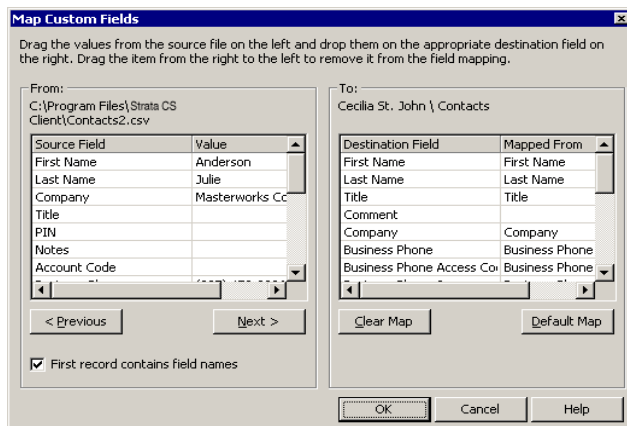 Map Custom Fields
Drag the values from the source file on the left and drop them on the appropriate destination field on
the right. Drag the item from the right to the left to remove it from the field mapping.
From:
C:\Program Files\Strata CS
Client\Contacts2.csv
Source Field Value
First Name Anderson
Last Name Julie
Company Masterworks Co
Title
PIN
Notes
Account Code
< Previous
Next >
First record contains field names
To:
Cecilia St. John \ Contacts
Destination Field Mapped From
First Name First Name
Last Name Last Name
Title Title
Comment
Company Company
Business Phone Business Phone
Business Phone Access Co Business Phone
Clear Map
Default Map
OK
Cancel
Help